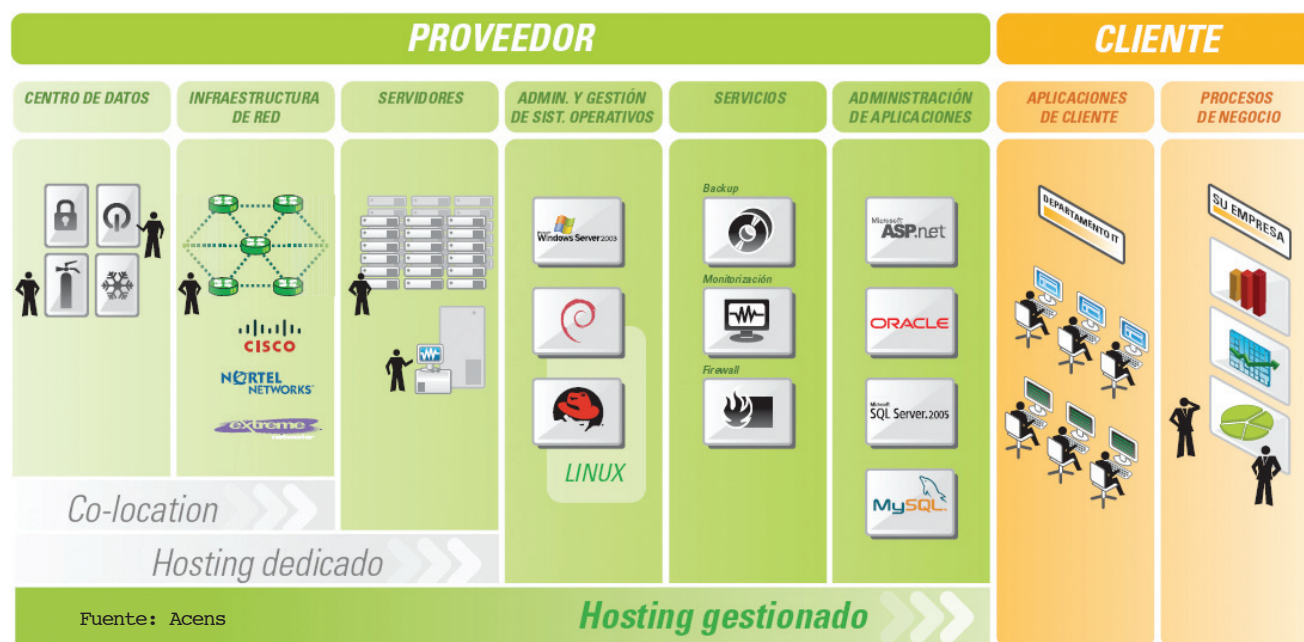 PROVEEDOR
CLIENTE
CENTRO DE DATOS
INFRAESTRUCTURA
DE RED
SERVIDORES
ADMIN. Y GESTIÓN
DE SIST. OPERATIVOS
SERVICIOS
ADMINISTRACIÓN
DE APLICACIONES
APLICACIONES
DE CLIENTE
PROCESOS
DE NEGOCIO
CISCO
NORTEL
NETWORKS
extreme
Windows Server 2003
LINUX
Backup
Monitorización
Firewall
Microsoft
ASP.net
ORACLE
Microsoft
SQL Server 2005
MySQL
DEPARTAMENTO IT
SU EMPRESA
Co-location
Hosting dedicado
Fuente: Acens
Hosting gestionado